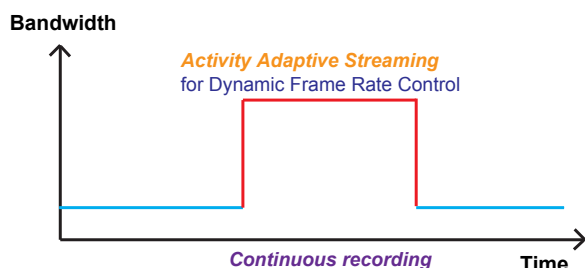 Bandwidth
Activity Adaptive Streaming
for Dynamic Frame Rate Control
Continuous recording
Time